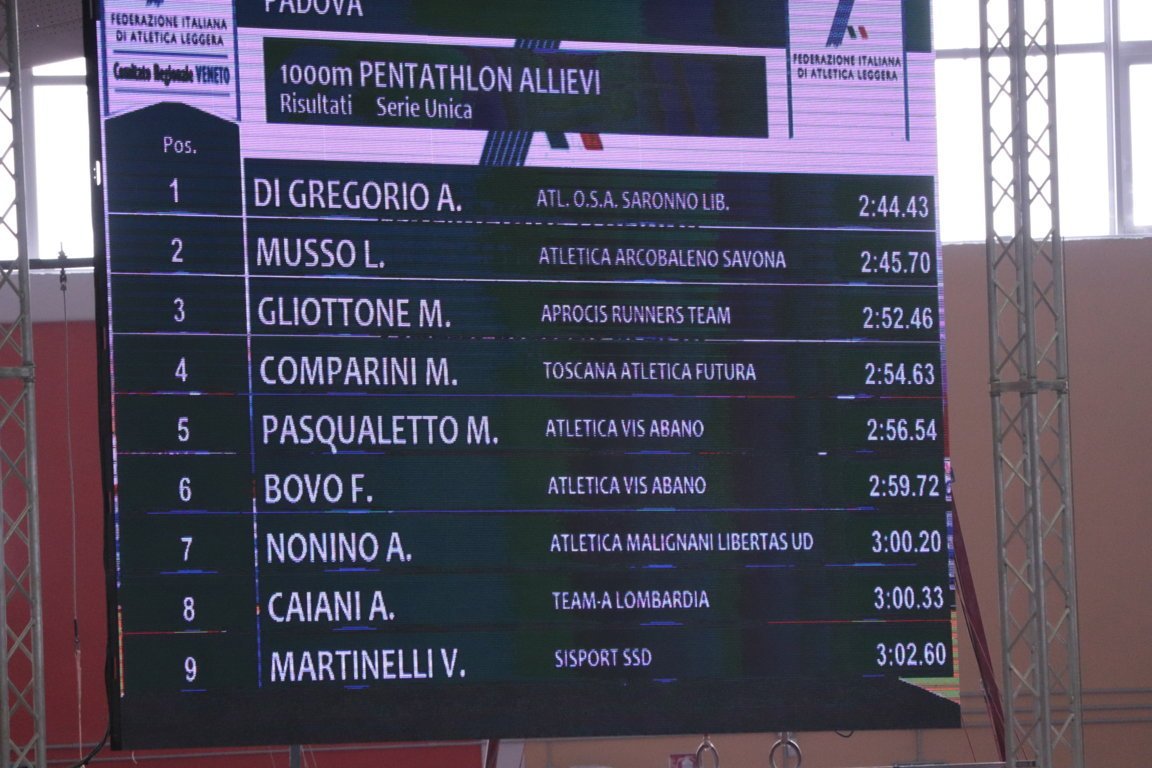 PADOVA
FEDERAZIONE ITALIANA
DI ATLETICA LEGGERA
Comitato Regionale VENETO
1000m PENTATHLON ALLIEVI
Risultati Serie Unica
FEDERAZIONE ITALIANA
DI ATLETICA LEGGERA
Pos.
1 DI GREGORIO A. ATL. O.S.A. SARONNO LIB. 2:44.43
2 MUSSO L. ATLETICA ARCOBALENO SAVONA 2:45.70
3 GLIOTTONE M. APROCIS RUNNERS TEAM 2:52.46
4 COMPARINI M. TOSCANA ATLETICA FUTURA 2:54.63
5 PASQUALETTO M. ATLETICA VIS ABANO 2:56.54
6 BOVO F. ATLETICA VIS ABANO 2:59.72
7 NONINO A. ATLETICA MALIGNANI LIBERTAS UD 3:00.20
8 CAIANI A. TEAM-A LOMBARDIA 3:00.33
9 MARTINELLI V. SISPORT SSD 3:02.60